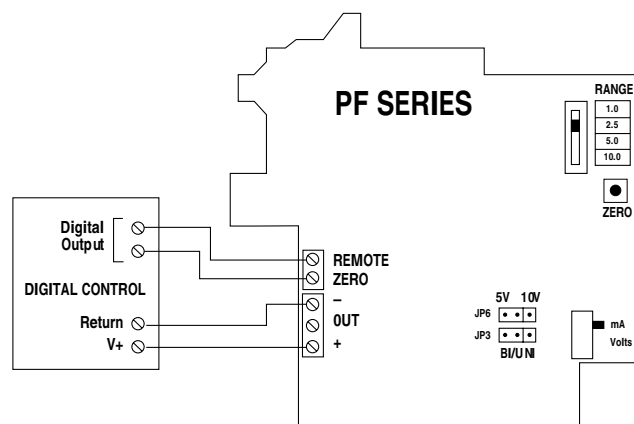 PF SERIES
RANGE
1.0
2.5
5.0
10.0
ZERO
Digital
Output
DIGITAL CONTROL
Return
V+
REMOTE
ZERO
–
0UT
+
5V 10V
JP6
JP3
BI/UNI
mA
Volts